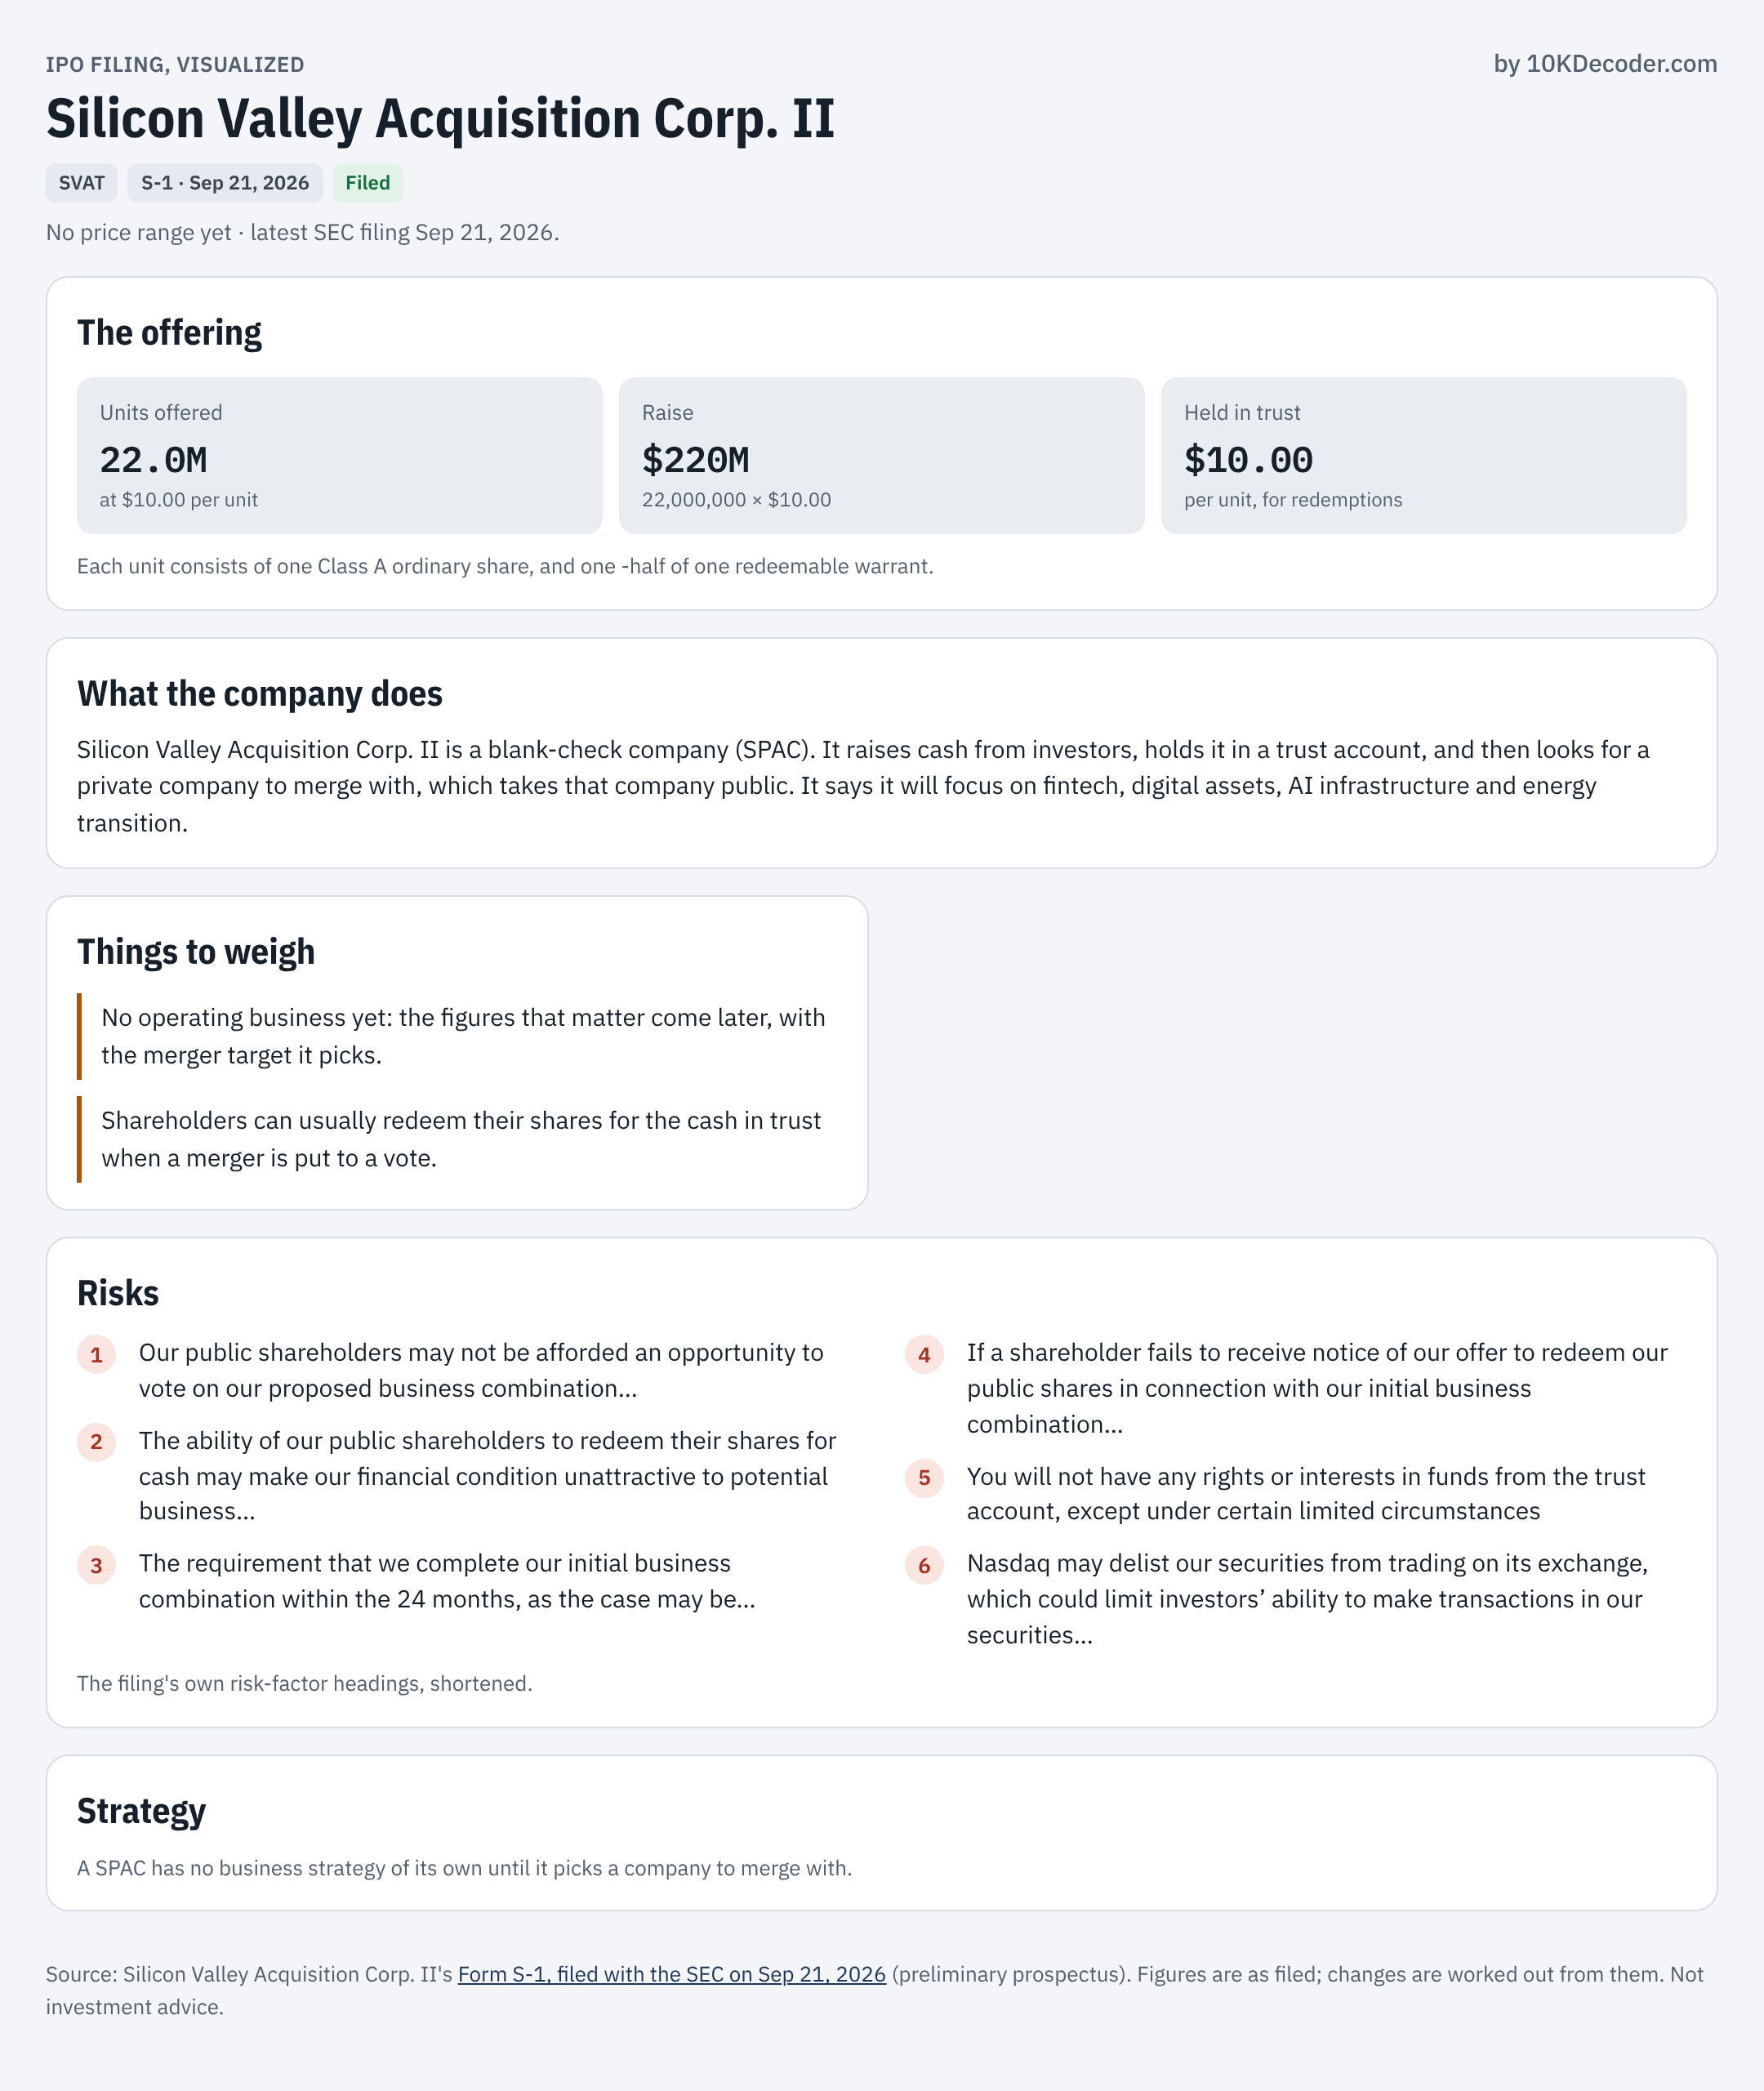 IPO FILING, VISUALIZED
by 10KDecoder.com
Silicon Valley Acquisition Corp. II
SVAT
S-1 · Sep 21, 2026
Filed
No price range yet · latest SEC filing Sep 21, 2026.
The offering
Units offered
22.0M
at $10.00 per unit
Raise
$220M
22,000,000 × $10.00
Held in trust
$10.00
per unit, for redemptions
Each unit consists of one Class A ordinary share, and one -half of one redeemable warrant.
What the company does
Silicon Valley Acquisition Corp. II is a blank-check company (SPAC). It raises cash from investors, holds it in a trust account, and then looks for a
private company to merge with, which takes that company public. It says it will focus on fintech, digital assets, AI infrastructure and energy
transition.
Things to weigh
No operating business yet: the figures that matter come later, with
the merger target it picks.
Shareholders can usually redeem their shares for the cash in trust
when a merger is put to a vote.
Risks
1
Our public shareholders may not be afforded an opportunity to
vote on our proposed business combination...
2
The ability of our public shareholders to redeem their shares for
cash may make our financial condition unattractive to potential
business...
3
The requirement that we complete our initial business
combination within the 24 months, as the case may be...
4
If a shareholder fails to receive notice of our offer to redeem our
public shares in connection with our initial business
combination...
5
You will not have any rights or interests in funds from the trust
account, except under certain limited circumstances
6
Nasdaq may delist our securities from trading on its exchange,
which could limit investors’ ability to make transactions in our
securities...
The filing's own risk-factor headings, shortened.
Strategy
A SPAC has no business strategy of its own until it picks a company to merge with.
Source: Silicon Valley Acquisition Corp. II's Form S-1, filed with the SEC on Sep 21, 2026 (preliminary prospectus). Figures are as filed; changes are worked out from them. Not
investment advice.